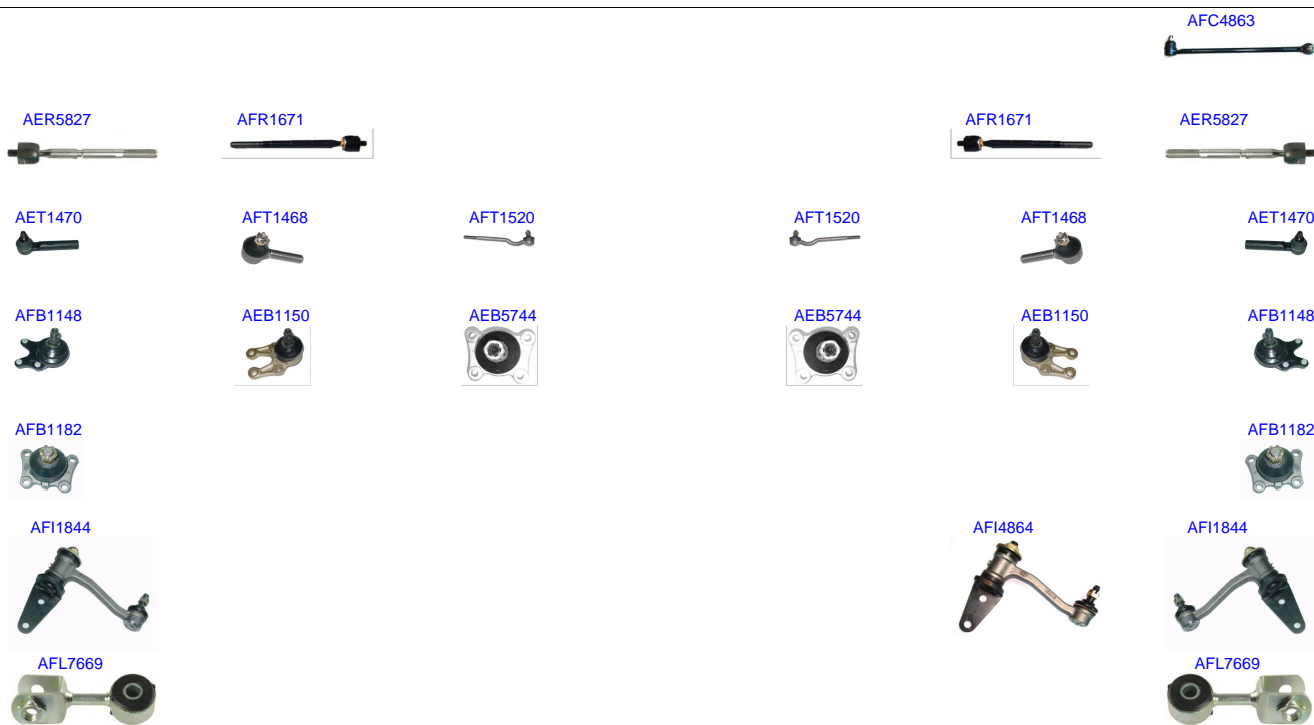 AFC4863
AER5827 AFR1671 AFR1671 AER5827
AET1470 AFT1468 AFT1520 AFT1520 AFT1468 AET1470
AFB1148 AEB1150 AEB5744 AEB5744 AEB1150 AFB1148
AFB1182 AFB1182
AFI1844 AFI4864 AFI1844
AFL7669 AFL7669